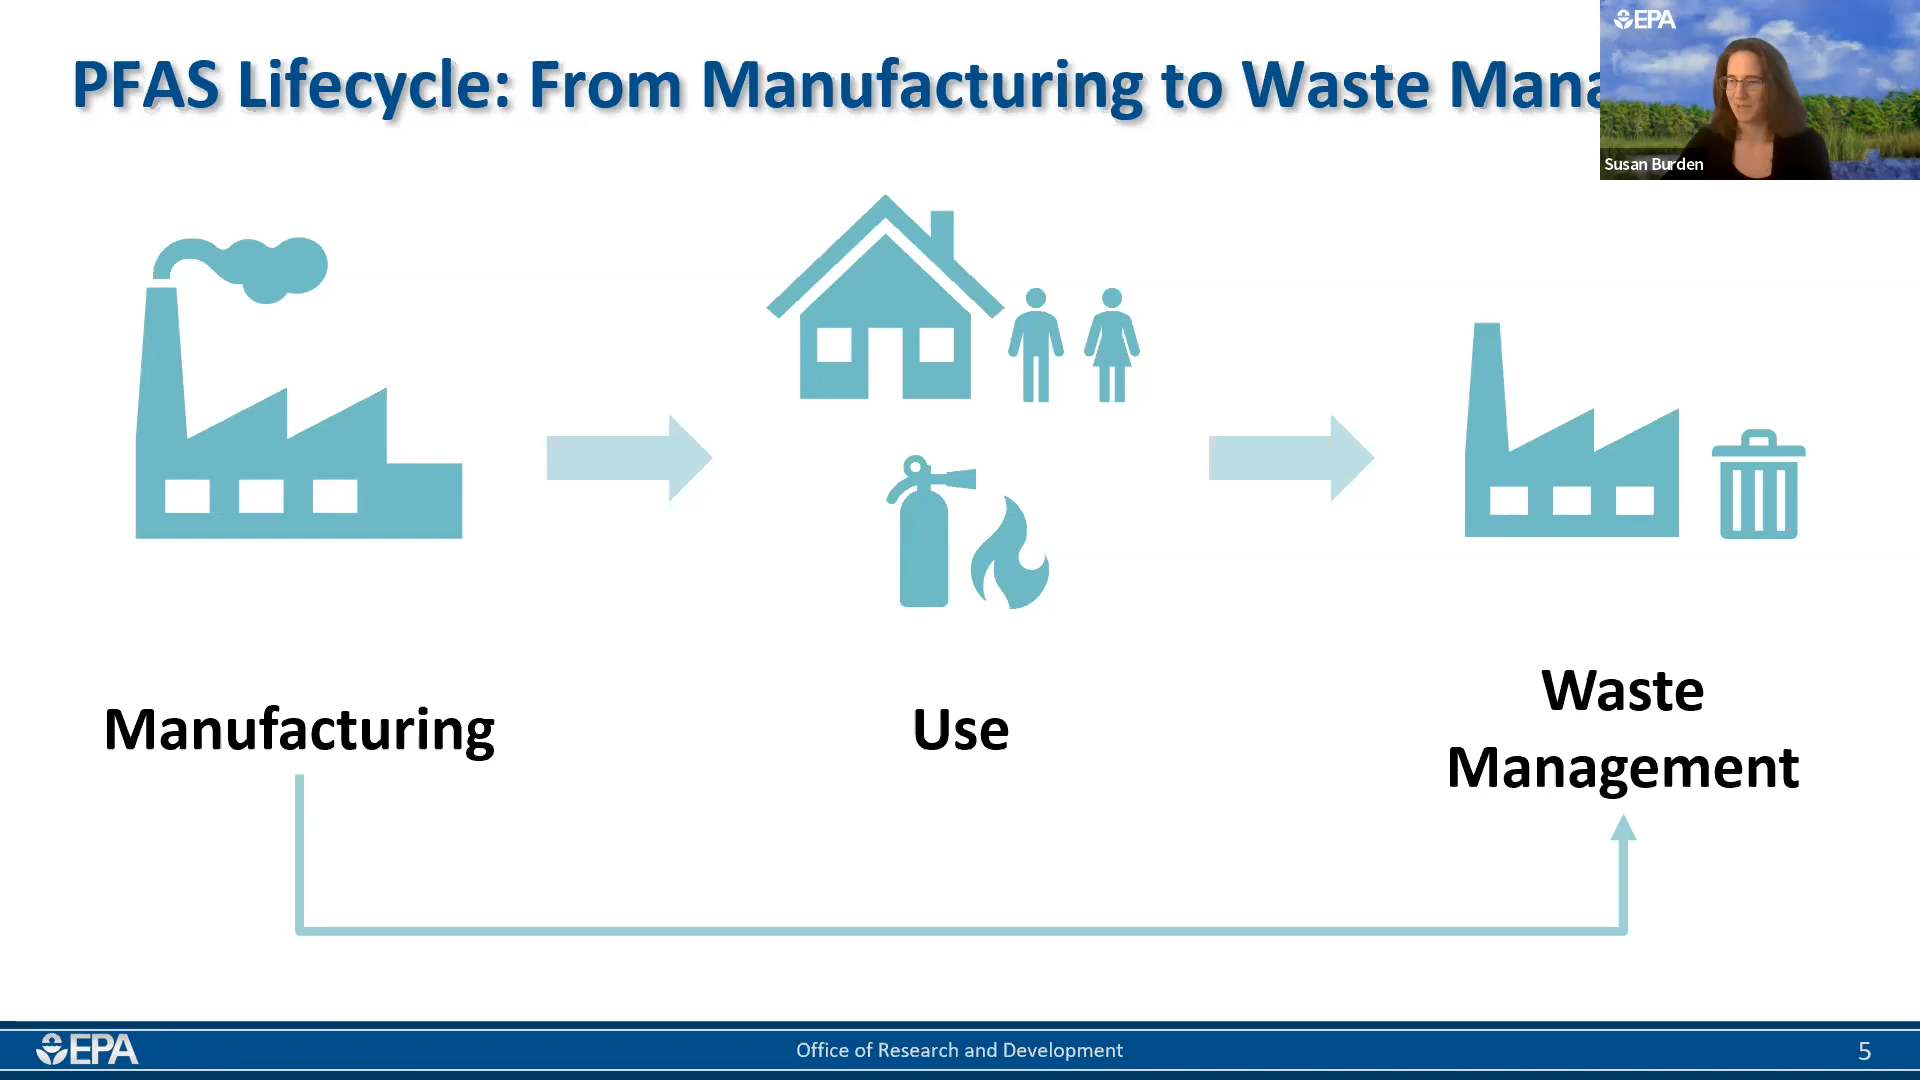 PFAS Lifecycle: From Manufacturing to Waste
EPA
Susan Burden
Manufacturing
Use
Waste
Management
EPA
Office of Research and Development
5